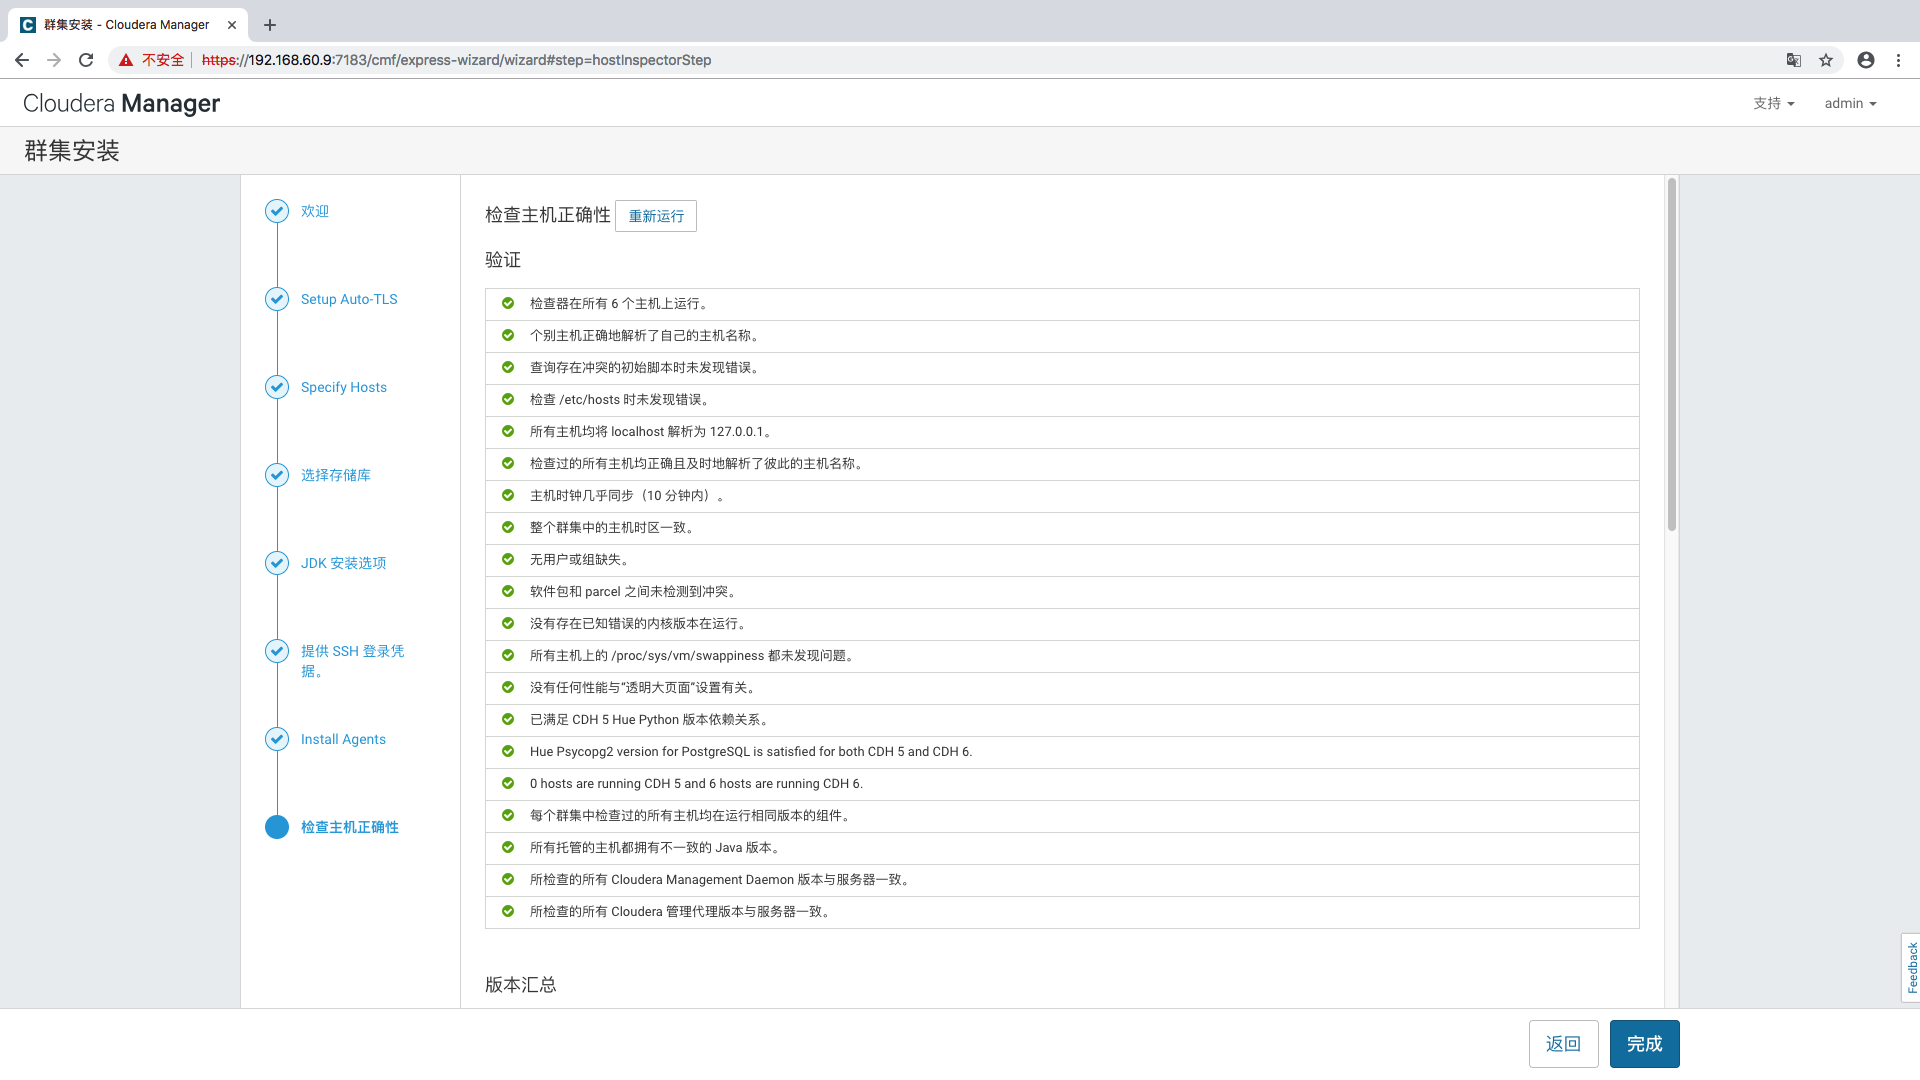 群集安装 - Cloudera Manager
不安全 https://192.168.60.9:7183/cmf/express-wizard/wizard#step=hostInspectorStep
Cloudera Manager
支持
admin
群集安装
欢迎
Setup Auto-TLS
Specify Hosts
选择存储库
JDK 安装选项
提供 SSH 登录凭
据。
Install Agents
检查主机正确性
检查主机正确性 重新运行
验证
检查器在所有 6 个主机上运行。
个别主机正确地解析了自己的主机名称。
查询存在冲突的初始脚本时未发现错误。
检查 /etc/hosts 时未发现错误。
所有主机均将 localhost 解析为 127.0.0.1。
检查过的所有主机均正确且及时地解析了彼此的主机名称。
主机时钟几乎同步（10 分钟内）。
整个群集中的主机时区一致。
无用户或组缺失。
软件包和 parcel 之间未检测到冲突。
没有存在已知错误的内核版本在运行。
所有主机上的 /proc/sys/vm/swappiness 都未发现问题。
没有任何性能与“透明大页面”设置有关。
已满足 CDH 5 Hue Python 版本依赖关系。
Hue Psycopg2 version for PostgreSQL is satisfied for both CDH 5 and CDH 6.
0 hosts are running CDH 5 and 6 hosts are running CDH 6.
每个群集中检查过的所有主机均在运行相同版本的组件。
所有托管的主机都拥有不一致的 Java 版本。
所检查的所有 Cloudera Management Daemon 版本与服务器一致。
所检查的所有 Cloudera 管理代理版本与服务器一致。
版本汇总
Feedback
返回
完成